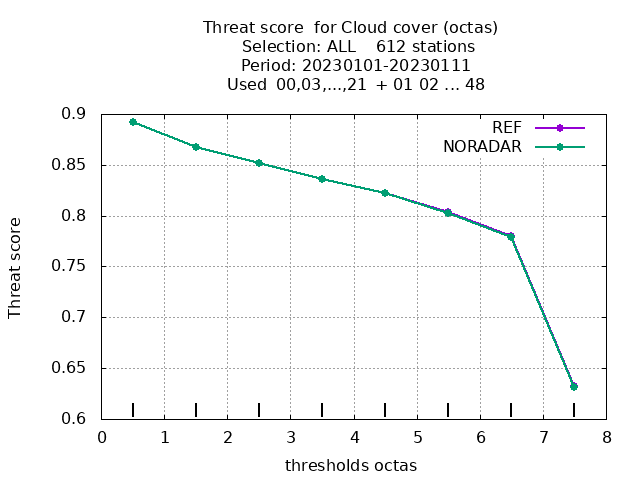 Threat score  for Cloud cover (octas)
Selection: ALL    612 stations
Period: 20230101-20230111
Used  00,03,...,21  + 01 02 ... 48
0.9
REF
NORADAR
0.85
0.8
0.75
0.7
0.65
0.6
Threat score
0 1 2 3 4 5 6 7 8
thresholds octas